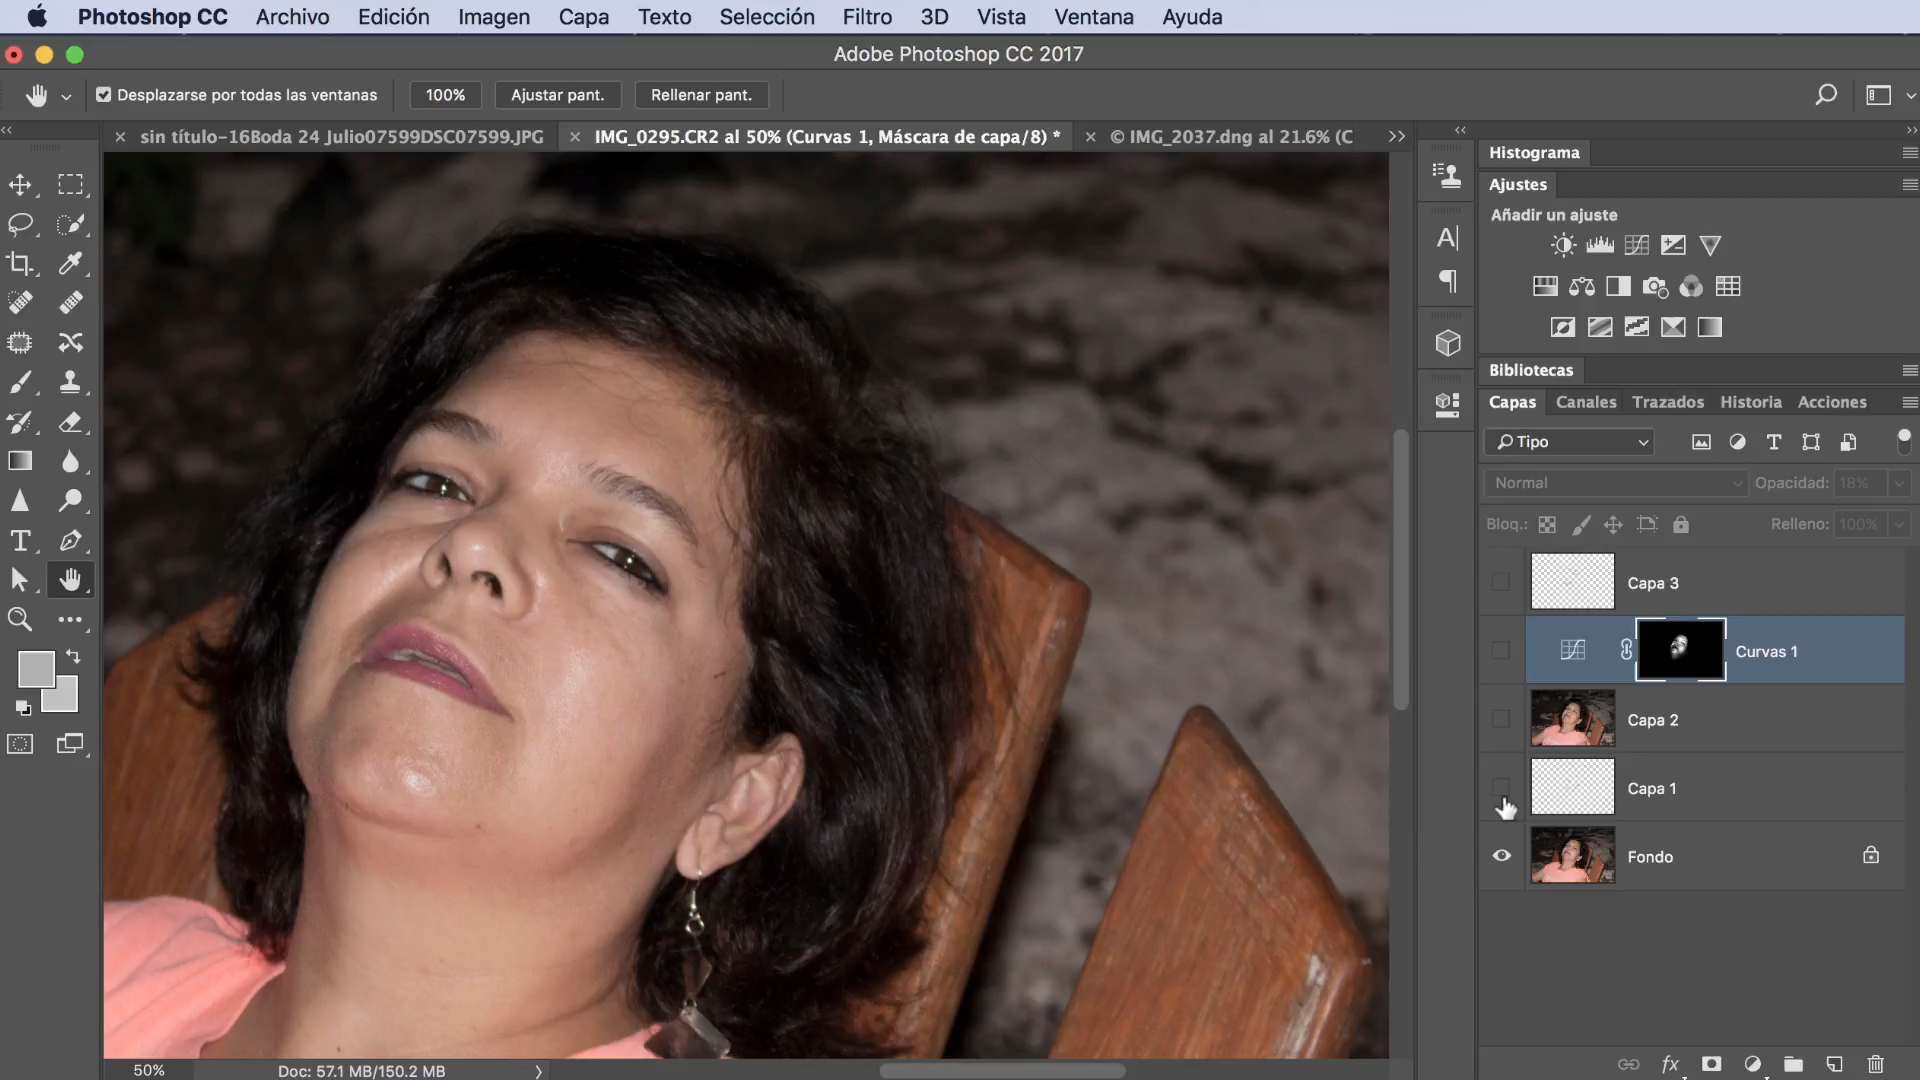 Photoshop CC Archivo Edición Imagen Capa Texto Selección Filtro 3D Vista Ventana Ayuda
Adobe Photoshop CC 2017
Desplazarse por todas las ventanas 100% Ajustar pant. Rellenar pant.
sin título-16Boda 24 Julio07599DSC07599.JPG IMG_0295.CR2 al 50% (Curvas 1, Máscara de capa/8) * © IMG_2037.dng al 21.6% (C
Histograma
Ajustes
Añadir un ajuste
Bibliotecas
Capas Canales Trazados Historia Acciones
Tipo
Normal Opacidad: 18%
Bloq.: Relleno: 100%
Capa 3
Curvas 1
Capa 2
Capa 1
Fondo
50% Doc: 57.1 MB/150.2 MB